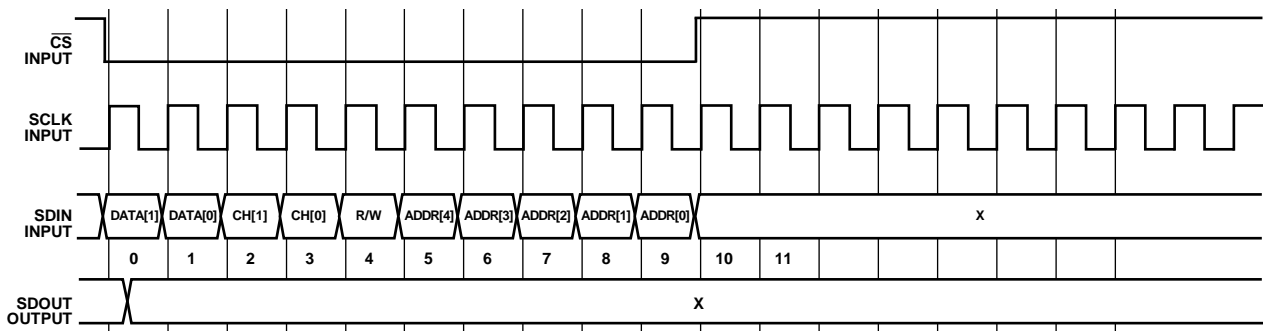 CS
INPUT
SCLK
INPUT
SDIN
INPUT
DATA[1] DATA[0] CH[1] CH[0] R/W ADDR[4] ADDR[3] ADDR[2] ADDR[1] ADDR[0] X
0 1 2 3 4 5 6 7 8 9 10 11
SDOUT
OUTPUT
X